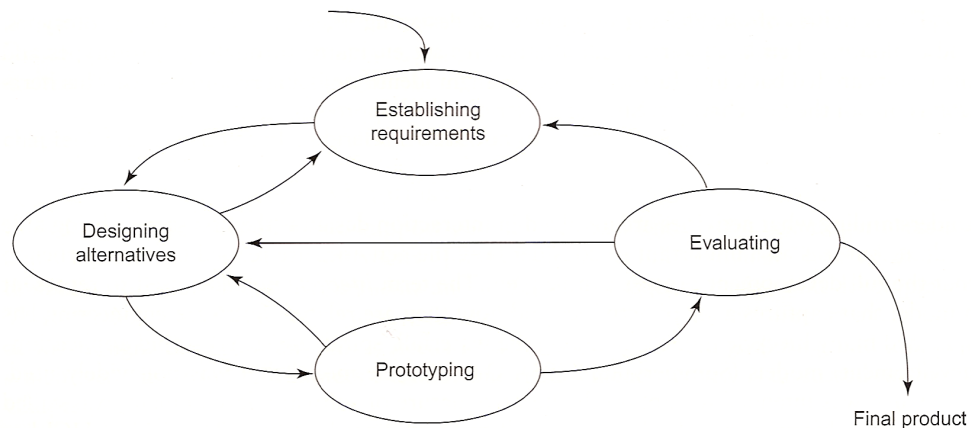 Establishing
requirements
Designing
alternatives
Evaluating
Prototyping
Final product